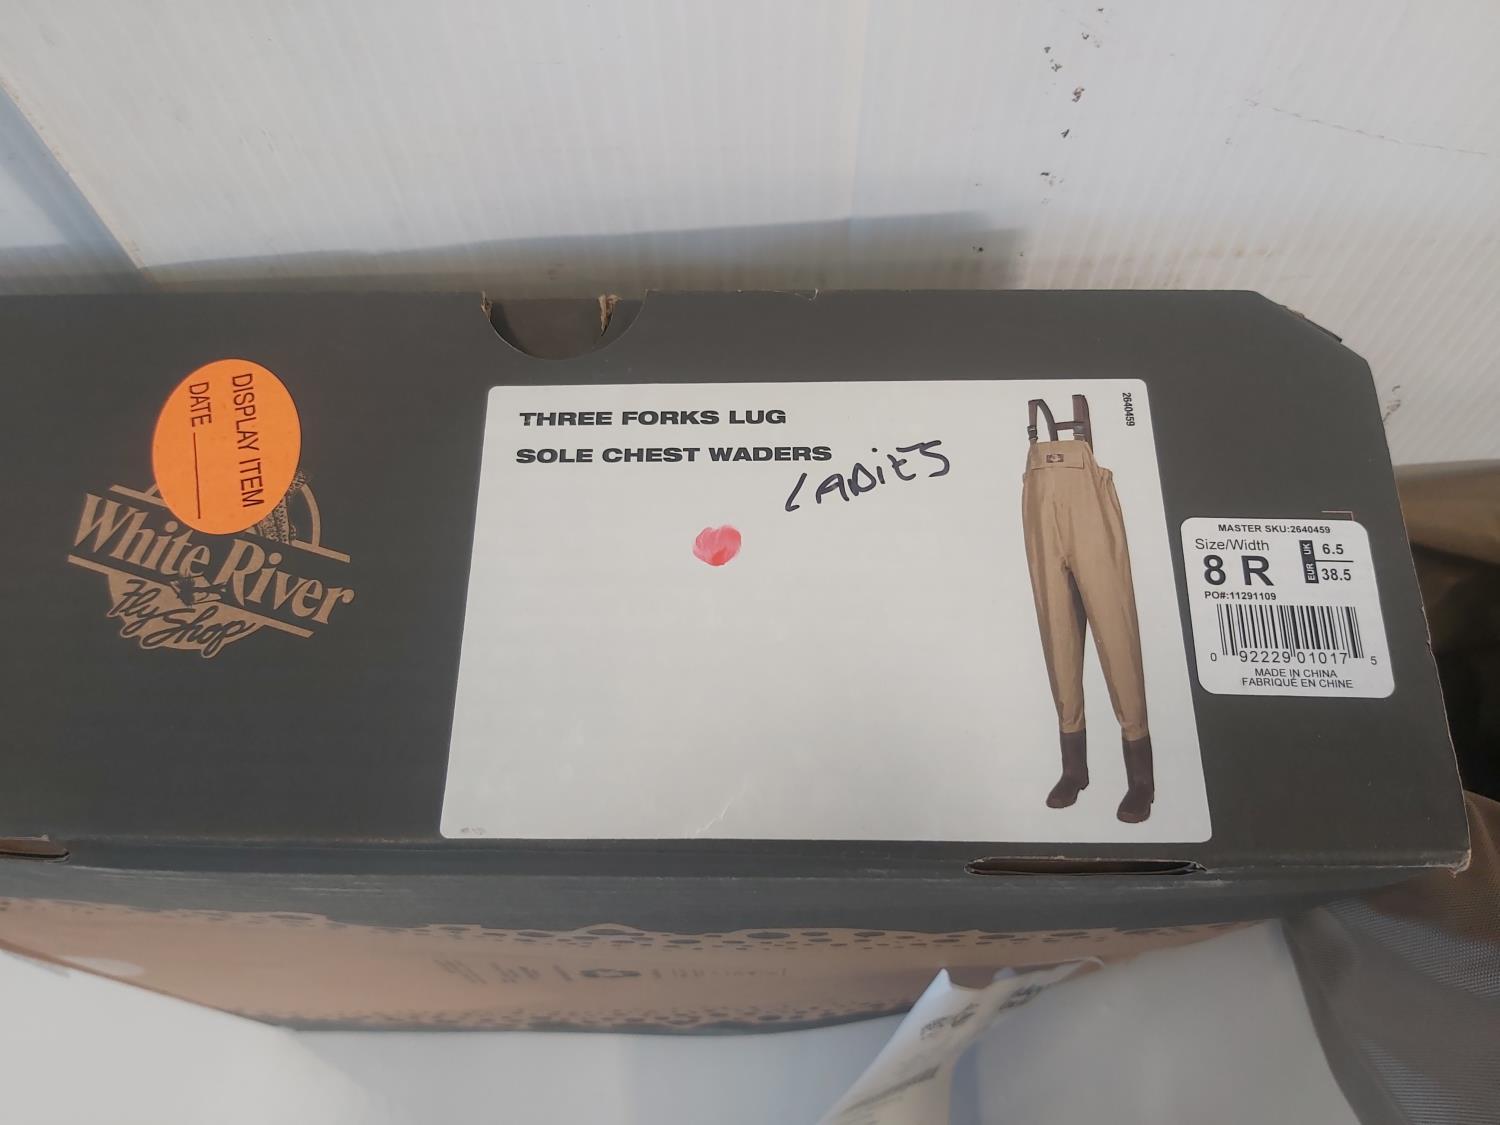 DISPLAY ITEM
DATE
White River
Fly Shop
THREE FORKS LUG
SOLE CHEST WADERS
LADiES
2640459
MASTER SKU:2640459
Size/Width
8 R
UK 6.5
EUR 38.5
PO#:11291109
0 92229 01017 5
MADE IN CHINA
FABRIQUÉ EN CHINE